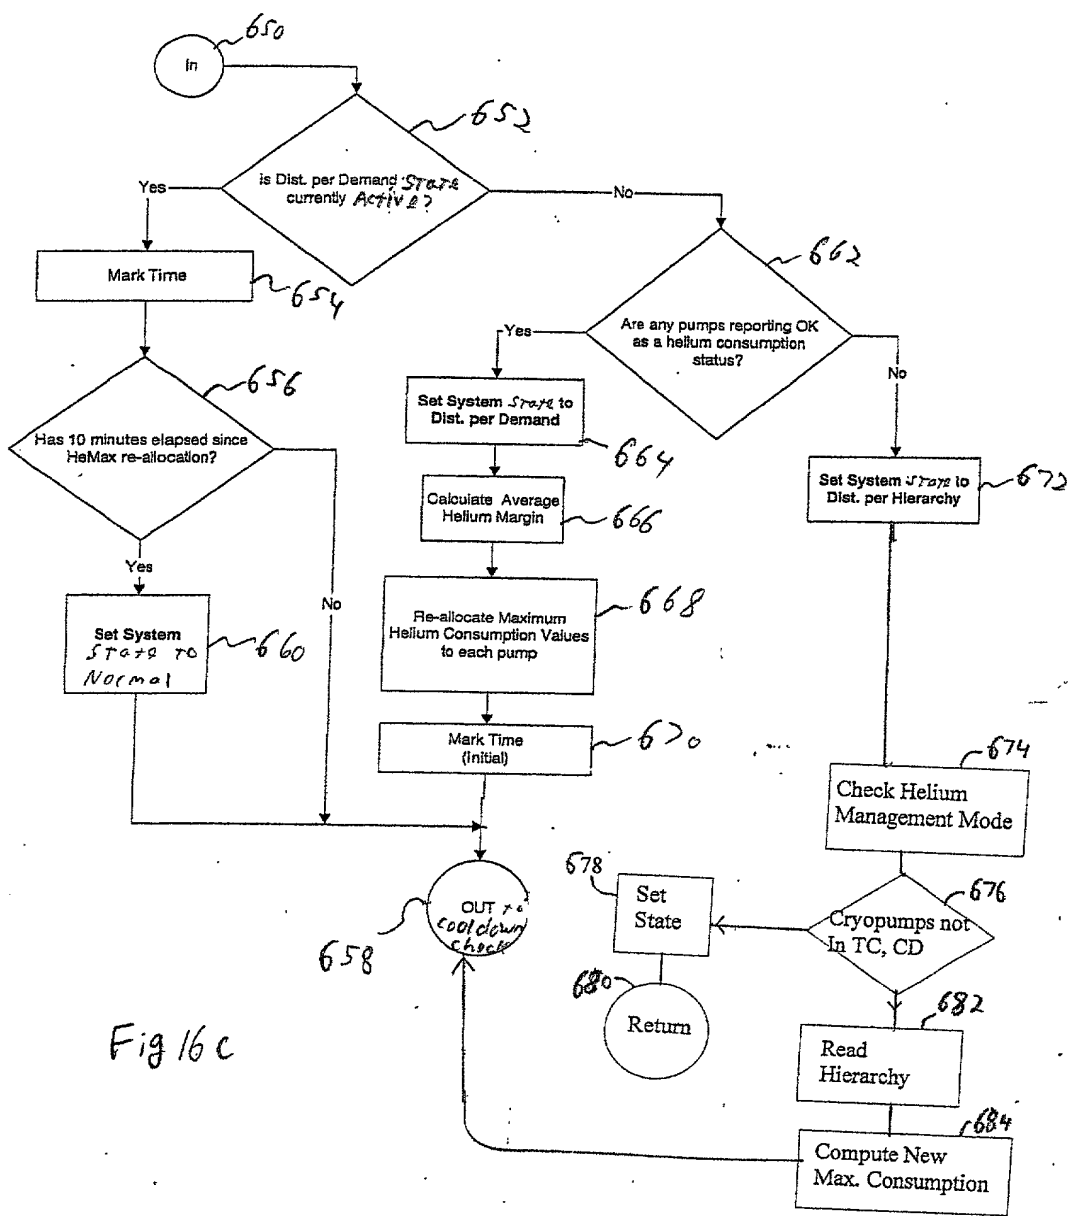 650
In
652
is Dist. per Demand State
currently Active?
Yes
No
Mark Time
654
662
Are any pumps reporting OK
as a helium consumption
status?
Yes
No
656
Has 10 minutes elapsed since
HeMax re-allocation?
Set System State to
Dist. per Demand
664
Set System State to
Dist. per Hierarchy
672
Calculate Average
Helium Margin
666
Yes
No
Re-allocate Maximum
Helium Consumption Values
to each pump
668
Set System
State to
Normal
660
Mark Time
(Initial)
670
674
Check Helium
Management Mode
678
Set
State
676
Cryopumps not
In TC, CD
OUT to
cooldown
check
658
680
Return
682
Read
Hierarchy
684
Compute New
Max. Consumption
Fig 16c